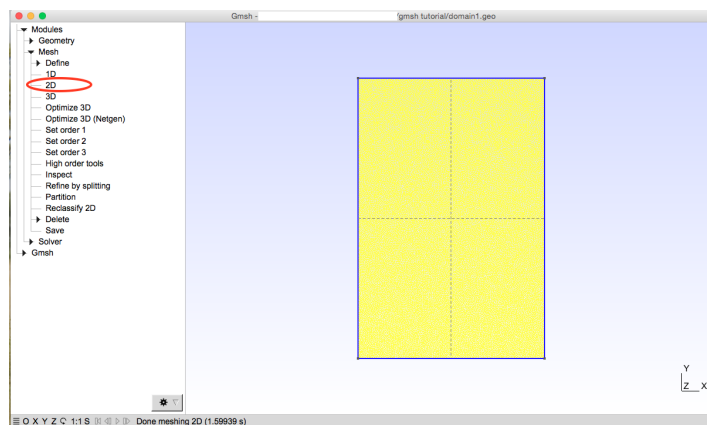 Gmsh - /gmsh tutorial/domain1.geo
Modules
Geometry
Mesh
Define
1D
2D
3D
Optimize 3D
Optimize 3D (Netgen)
Set order 1
Set order 2
Set order 3
High order tools
Inspect
Refine by splitting
Partition
Reclassify 2D
Delete
Save
Solver
Gmsh
Y
Z X
O X Y Z 1:1 S Done meshing 2D (1.59939 s)